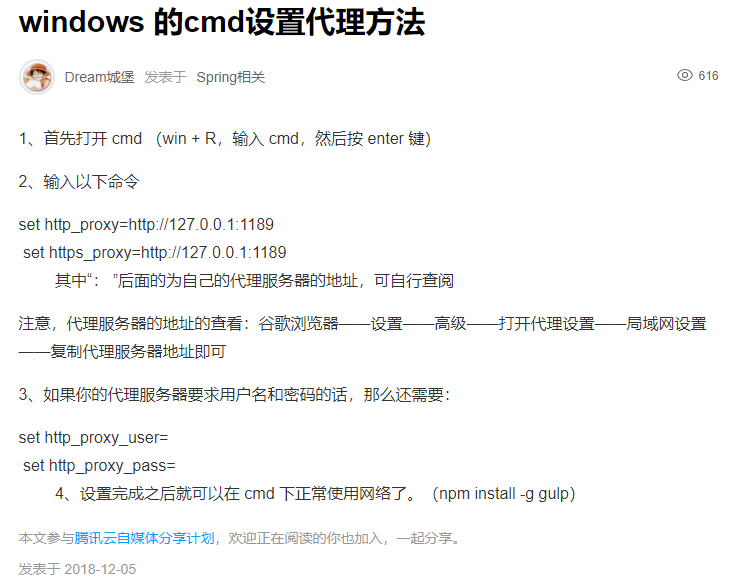 windows 的cmd设置代理方法
Dream城堡 发表于 Spring相关 616
1、首先打开 cmd （win + R，输入 cmd，然后按 enter 键）
2、输入以下命令
set http_proxy=http://127.0.0.1:1189
set https_proxy=http://127.0.0.1:1189
其中“： ”后面的为自己的代理服务器的地址，可自行查阅
注意，代理服务器的地址的查看：谷歌浏览器——设置——高级——打开代理设置——局域网设置
——复制代理服务器地址即可
3、如果你的代理服务器要求用户名和密码的话，那么还需要：
set http_proxy_user=
set http_proxy_pass=
4、设置完成之后就可以在 cmd 下正常使用网络了。（npm install -g gulp）
本文参与腾讯云自媒体分享计划，欢迎正在阅读的你也加入，一起分享。
发表于 2018-12-05